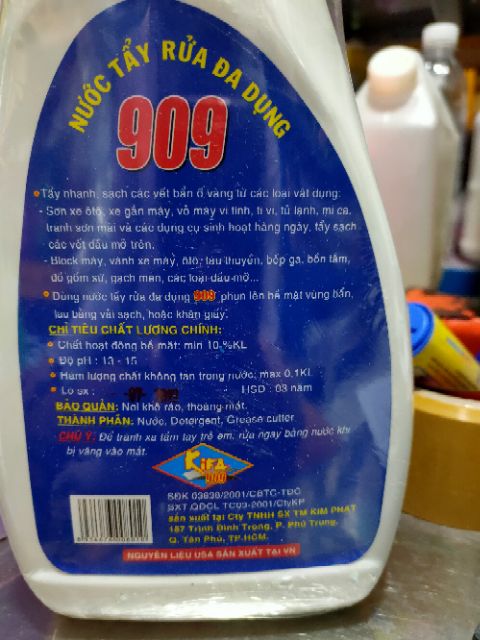 NƯỚC TẨY RỬA ĐA DỤNG
909
Tẩy nhanh, sạch các vết bẩn ố vàng từ các loại vật dụng:
- Sơn xe ôtô, xe gắn máy, vỏ máy vi tính, ti vi, tủ lạnh, mi ca,
tranh sơn mài và các dụng cụ sinh hoạt hàng ngày, tẩy sạch
các vết dầu mỡ trên.
- Block máy, vành xe máy, ôtô, tàu thuyền, bếp ga, bồn tắm,
đồ gốm sứ, gạch men, các loại dầu mỡ...
Dùng nước tẩy rửa đa dụng 909 phun lên bề mặt vùng bẩn,
lau bằng vải sạch, hoặc khăn giấy.
CHỈ TIÊU CHẤT LƯỢNG CHÍNH:
Chất hoạt động bề mặt: min 10 %KL
Độ pH : 13 - 15
Hàm lượng chất không tan trong nước: max 0,1KL
Lô sx : HSD : 03 năm
BẢO QUẢN: Nơi khô ráo, thoáng mát.
THÀNH PHẦN: Nước, Detergent, Grease cutter
CHÚ Ý: Để tránh xa tầm tay trẻ em, rửa ngay bằng nước khi
bị văng vào mắt.
KIFA
909
SĐK 03630/2001/CBTC-TĐC
SXT.QĐCL TC03-2001/CtyKP
sản xuất tại Cty TNHH SX TM KIM PHÁT
187 Trịnh Đình Trọng, P. Phú Trung,
Q. Tân Phú, TP.HCM.
NGUYÊN LIỆU USA SẢN XUẤT TẠI VN